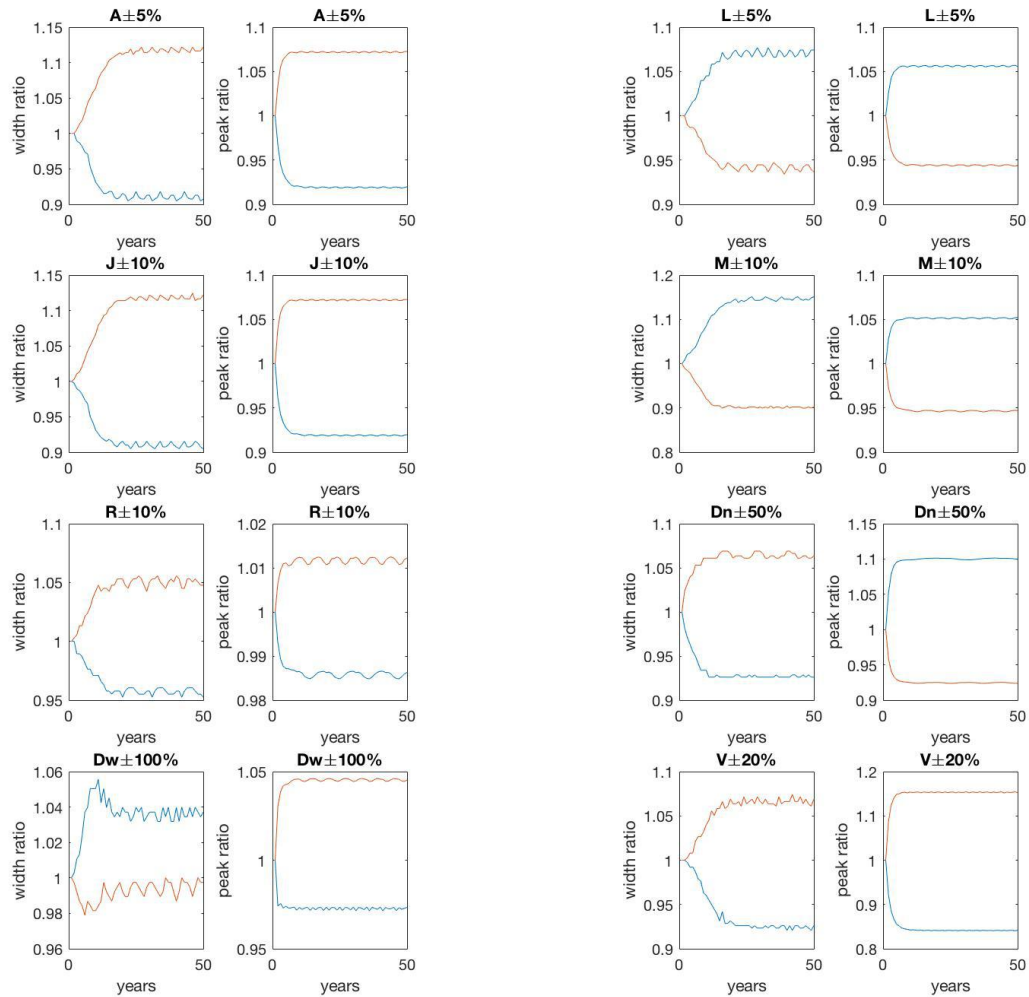 A±5%
1.15
1.1
1.05
1
0.95
0.9
width ratio
0
50
years
A±5%
1.1
1.05
1
0.95
0.9
peak ratio
0
50
years
L±5%
1.1
1.05
1
0.95
0.9
width ratio
0
50
years
L±5%
1.1
1.05
1
0.95
0.9
peak ratio
0
50
years
J±10%
1.15
1.1
1.05
1
0.95
0.9
width ratio
0
50
years
J±10%
1.1
1.05
1
0.95
0.9
peak ratio
0
50
years
M±10%
1.2
1.1
1
0.9
0.8
width ratio
0
50
years
M±10%
1.1
1.05
1
0.95
0.9
peak ratio
0
50
years
R±10%
1.1
1.05
1
0.95
width ratio
0
50
years
R±10%
1.02
1.01
1
0.99
0.98
peak ratio
0
50
years
Dn±50%
1.1
1.05
1
0.95
0.9
width ratio
0
50
years
Dn±50%
1.15
1.1
1.05
1
0.95
0.9
peak ratio
0
50
years
Dw±100%
1.06
1.04
1.02
1
0.98
0.96
width ratio
0
50
years
Dw±100%
1.05
1
0.95
peak ratio
0
50
years
V±20%
1.1
1.05
1
0.95
0.9
width ratio
0
50
years
V±20%
1.2
1.1
1
0.9
0.8
peak ratio
0
50
years